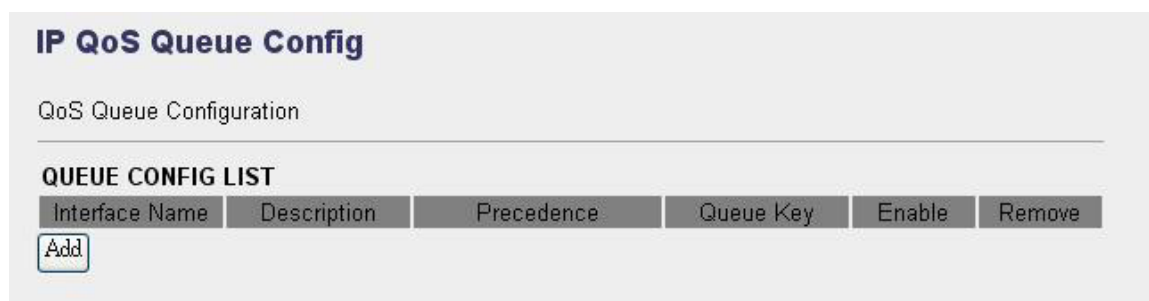 IP QoS Queue Config
QoS Queue Configuration
QUEUE CONFIG LIST
Interface Name Description Precedence Queue Key Enable Remove
Add